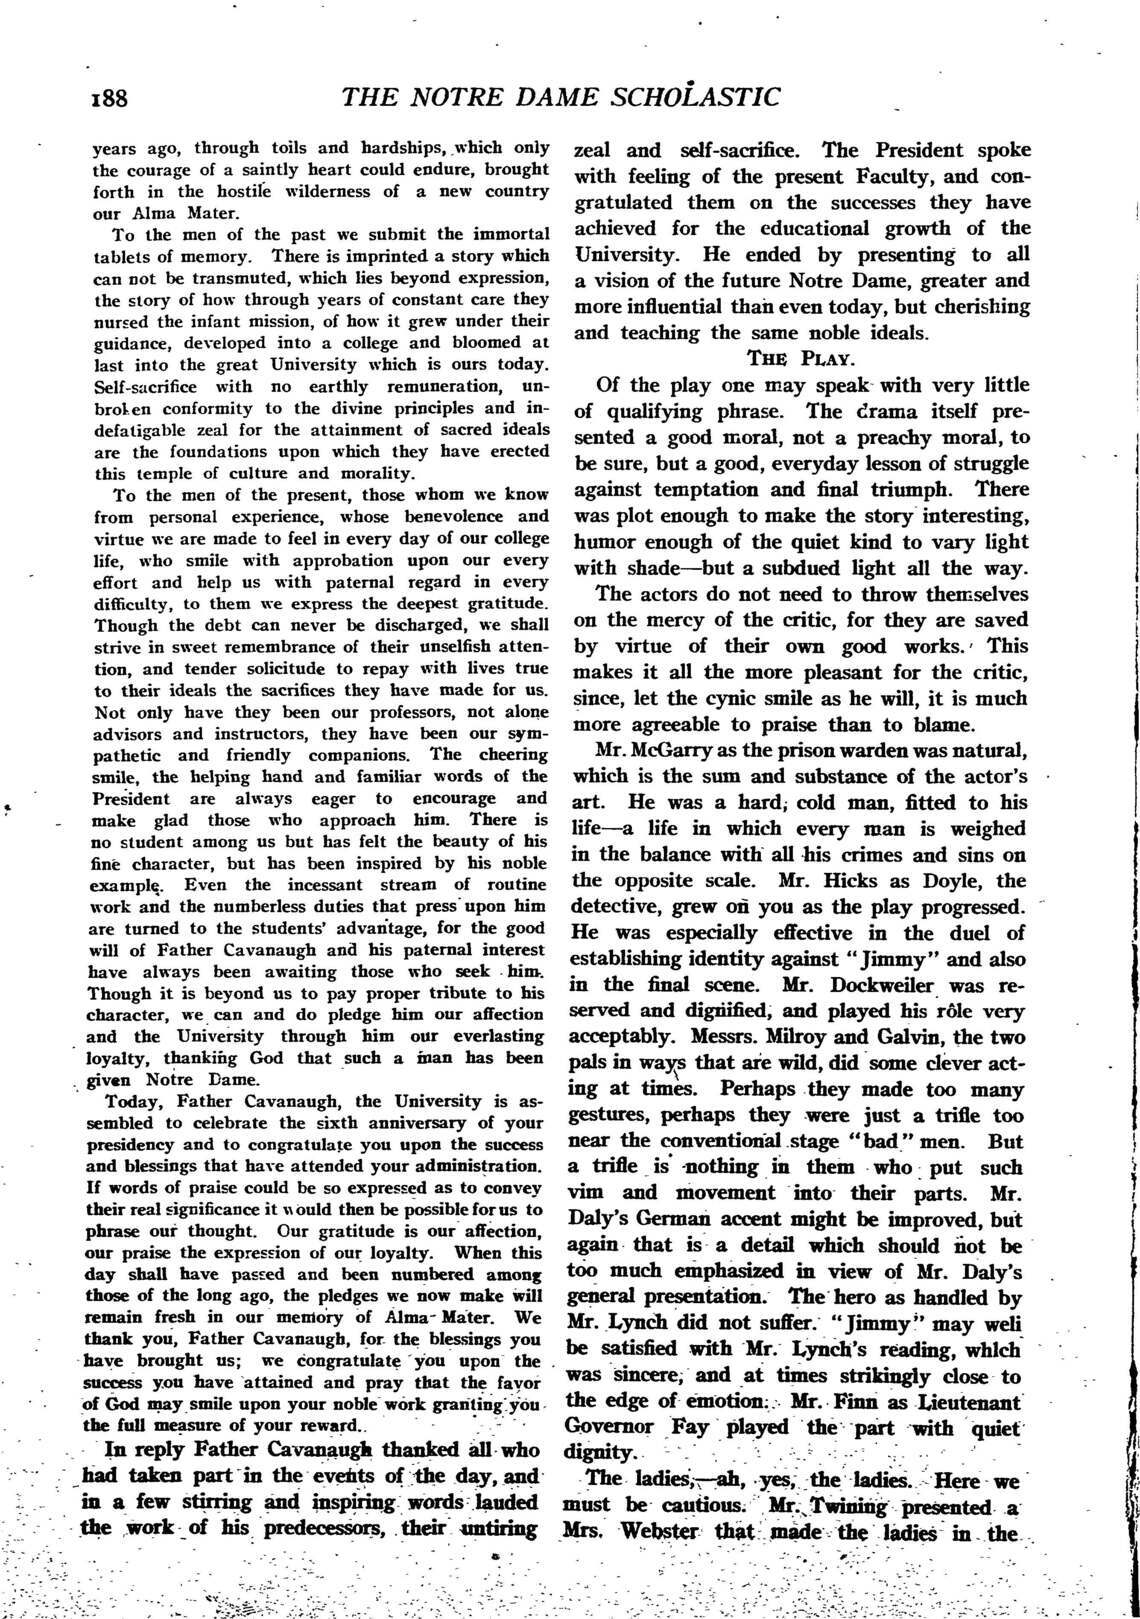 188
THE NOTRE DAME SCHOLASTIC
years ago, through toils and hardships, which only
the courage of a saintly heart could endure, brought
forth in the hostile wilderness of a new country
our Alma Mater.
To the men of the past we submit the immortal
tablets of memory. There is imprinted a story which
can not be transmuted, which lies beyond expression,
the story of how through years of constant care they
nursed the infant mission, of how it grew under their
guidance, developed into a college and bloomed at
last into the great University which is ours today.
Self-sacrifice with no earthly remuneration, un-
broken conformity to the divine principles and in-
defatigable zeal for the attainment of sacred ideals
are the foundations upon which they have erected
this temple of culture and morality.
To the men of the present, those whom we know
from personal experience, whose benevolence and
virtue we are made to feel in every day of our college
life, who smile with approbation upon our every
effort and help us with paternal regard in every
difficulty, to them we express the deepest gratitude.
Though the debt can never be discharged, we shall
strive in sweet remembrance of their unselfish atten-
tion, and tender solicitude to repay with lives true
to their ideals the sacrifices they have made for us.
Not only have they been our professors, not alone
advisors and instructors, they have been our sym-
pathetic and friendly companions. The cheering
smile, the helping hand and familiar words of the
President are always eager to encourage and
make glad those who approach him. There is
no student among us but has felt the beauty of his
fine character, but has been inspired by his noble
example. Even the incessant stream of routine
work and the numberless duties that press upon him
are turned to the students' advantage, for the good
will of Father Cavanaugh and his paternal interest
have always been awaiting those who seek him.
Though it is beyond us to pay proper tribute to his
character, we can and do pledge him our affection
and the University through him our everlasting
loyalty, thanking God that such a man has been
given Notre Dame.
Today, Father Cavanaugh, the University is as-
sembled to celebrate the sixth anniversary of your
presidency and to congratulate you upon the success
and blessings that have attended your administration.
If words of praise could be so expressed as to convey
their real significance it would then be possible for us to
phrase our thought. Our gratitude is our affection,
our praise the expression of our loyalty. When this
day shall have passed and been numbered among
those of the long ago, the pledges we now make will
remain fresh in our memory of Alma Mater. We
thank you, Father Cavanaugh, for the blessings you
have brought us; we congratulate you upon the
success you have attained and pray that the favor
of God may smile upon your noble work granting you
the full measure of your reward.
In reply Father Cavanaugh thanked all who
had taken part in the events of the day, and
in a few stirring and inspiring words lauded
the work of his predecessors, their untiring
zeal and self-sacrifice. The President spoke
with feeling of the present Faculty, and con-
gratulated them on the successes they have
achieved for the educational growth of the
University. He ended by presenting to all
a vision of the future Notre Dame, greater and
more influential than even today, but cherishing
and teaching the same noble ideals.
THE PLAY.
Of the play one may speak with very little
of qualifying phrase. The drama itself pre-
sented a good moral, not a preachy moral, to
be sure, but a good, everyday lesson of struggle
against temptation and final triumph. There
was plot enough to make the story interesting,
humor enough of the quiet kind to vary light
with shade—but a subdued light all the way.
The actors do not need to throw themselves
on the mercy of the critic, for they are saved
by virtue of their own good works. This
makes it all the more pleasant for the critic,
since, let the cynic smile as he will, it is much
more agreeable to praise than to blame.
Mr. McGarry as the prison warden was natural,
which is the sum and substance of the actor's
art. He was a hard, cold man, fitted to his
life—a life in which every man is weighed
in the balance with all his crimes and sins on
the opposite scale. Mr. Hicks as Doyle, the
detective, grew on you as the play progressed.
He was especially effective in the duel of
establishing identity against "Jimmy" and also
in the final scene. Mr. Dockweiler was re-
served and dignified, and played his rôle very
acceptably. Messrs. Milroy and Galvin, the two
pals in ways that are wild, did some clever act-
ing at times. Perhaps they made too many
gestures, perhaps they were just a trifle too
near the conventional stage "bad" men. But
a trifle is nothing in them who put such
vim and movement into their parts. Mr.
Daly's German accent might be improved, but
again that is a detail which should not be
too much emphasized in view of Mr. Daly's
general presentation. The hero as handled by
Mr. Lynch did not suffer. "Jimmy" may well
be satisfied with Mr. Lynch's reading, which
was sincere, and at times strikingly close to
the edge of emotion. Mr. Finn as Lieutenant
Governor Fay played the part with quiet
dignity.
The ladies,—ah, yes, the ladies. Here we
must be cautious. Mr. Twining presented a
Mrs. Webster that made the ladies in the